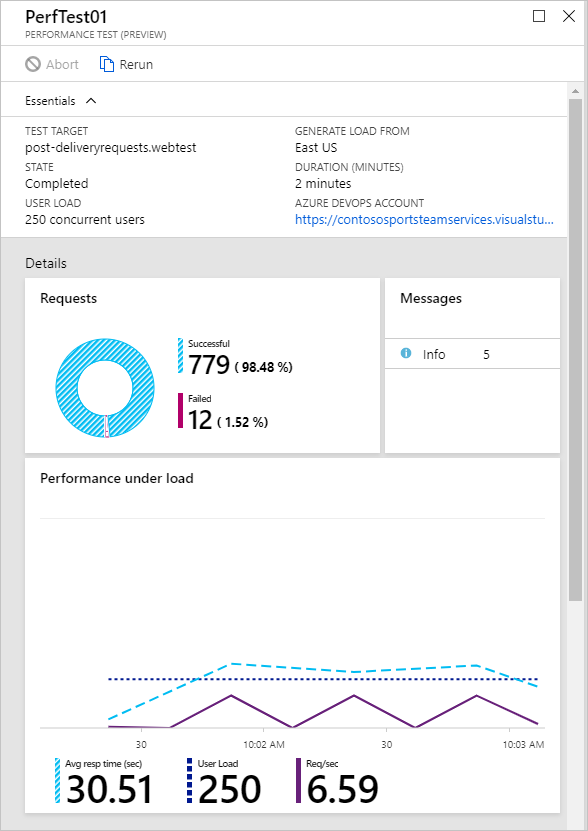 PerfTest01
PERFORMANCE TEST (PREVIEW)
Abort Rerun
Essentials
TEST TARGET
post-deliveryrequests.webtest
GENERATE LOAD FROM
East US
STATE
Completed
DURATION (MINUTES)
2 minutes
USER LOAD
250 concurrent users
AZURE DEVOPS ACCOUNT
https://contososportsteamservices.visualstu...
Details
Requests
Successful
779 ( 98.48 %)
Failed
12 ( 1.52 %)
Messages
Info 5
Performance under load
30 10:02 AM 30 10:03 AM
Avg resp time (sec)
30.51
User Load
250
Req/sec
6.59